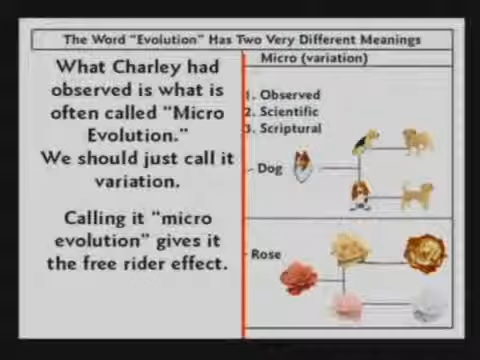 The Word "Evolution" Has Two Very Different Meanings
What Charley had
observed is what is
often called "Micro
Evolution."
We should just call it
variation.
Calling it "micro
evolution" gives it
the free rider effect.
Micro (variation)
1. Observed
2. Scientific
3. Scriptural
Dog
Rose